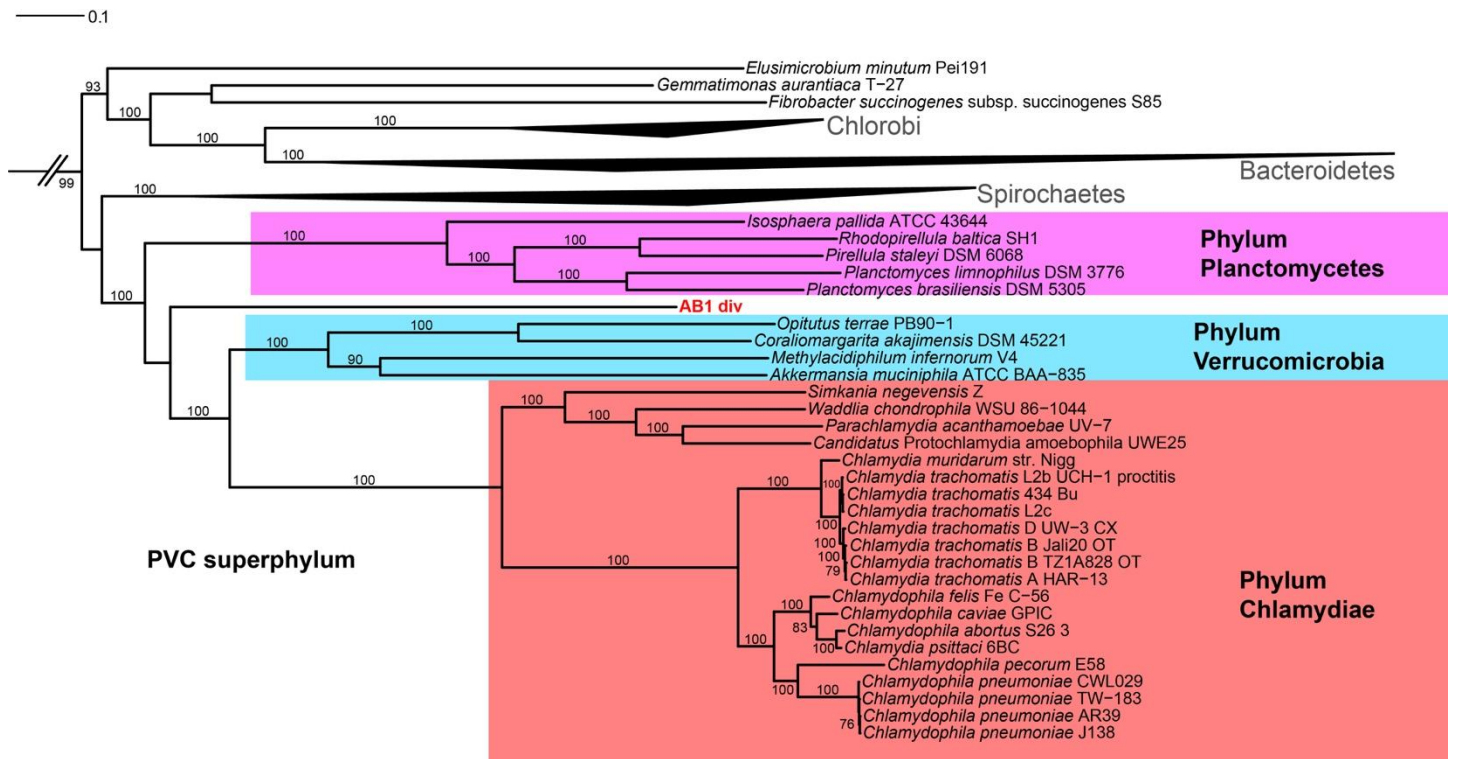 0.1
Elusimicrobium minutum Pei191
93
Gemmatimonas aurantiaca T−27
100
Fibrobacter succinogenes subsp. succinogenes S85
100
Chlorobi
100
100
Bacteroidetes
99
100
Spirochaetes
Isosphaera pallida ATCC 43644
100
Rhodopirellula baltica SH1
100
Phylum
Planctomycetes
Pirellula staleyi DSM 6068
100
Planctomyces limnophilus DSM 3776
100
Planctomyces brasiliensis DSM 5305
100
AB1 div
Opitutus terrae PB90−1
100
Phylum
Verrucomicrobia
Coraliomargarita akajimensis DSM 45221
100
Methylacidiphilum infernorum V4
90
Akkermansia muciniphila ATCC BAA−835
Simkania negevensis Z
100
Waddlia chondrophila WSU 86−1044
100
100
Parachlamydia acanthamoebae UV−7
100
Candidatus Protochlamydia amoebophila UWE25
Chlamydia muridarum str. Nigg
100
Chlamydia trachomatis L2b UCH−1 proctitis
100
100
Chlamydia trachomatis 434 Bu
Chlamydia trachomatis L2c
Chlamydia trachomatis D UW−3 CX
100
Chlamydia trachomatis B Jali20 OT
100
PVC superphylum
100
Chlamydia trachomatis B TZ1A828 OT
100
Chlamydia trachomatis A HAR−13
79
Phylum
Chlamydiae
Chlamydophila felis Fe C−56
100
Chlamydophila caviae GPIC
83
Chlamydophila abortus S26 3
100
Chlamydia psittaci 6BC
100
Chlamydophila pecorum E58
100
Chlamydophila pneumoniae CWL029
100
Chlamydophila pneumoniae TW−183
Chlamydophila pneumoniae AR39
76
Chlamydophila pneumoniae J138